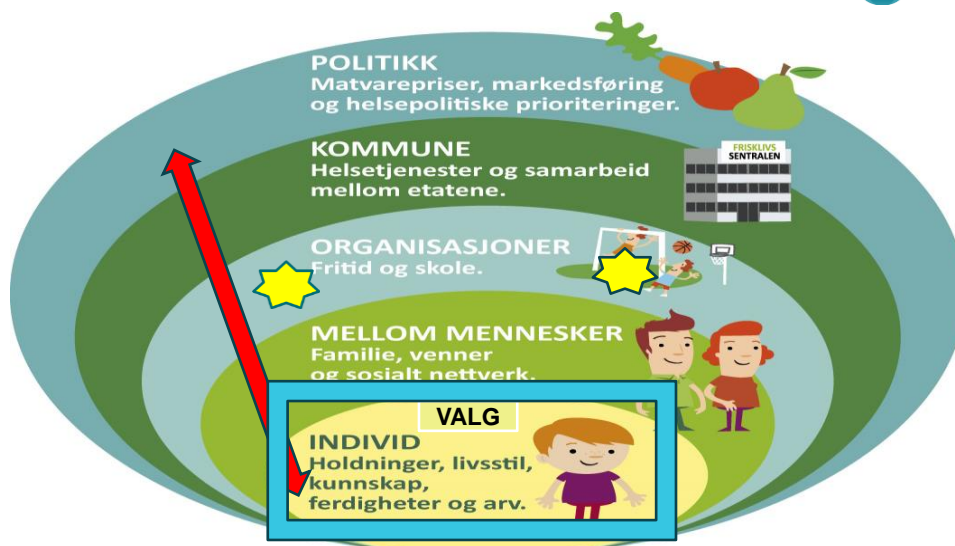 POLITIKK
Matvarepriser, markedsføring
og helsepolitiske prioriteringer.
KOMMUNE
Helsetjenester og samarbeid
mellom etatene.
FRISKLIVS
SENTRALEN
ORGANISASJONER
Fritid og skole.
MELLOM MENNESKER
Familie, venner
og sosialt nettverk.
VALG
INDIVID
Holdninger, livsstil,
kunnskap,
ferdigheter og arv.